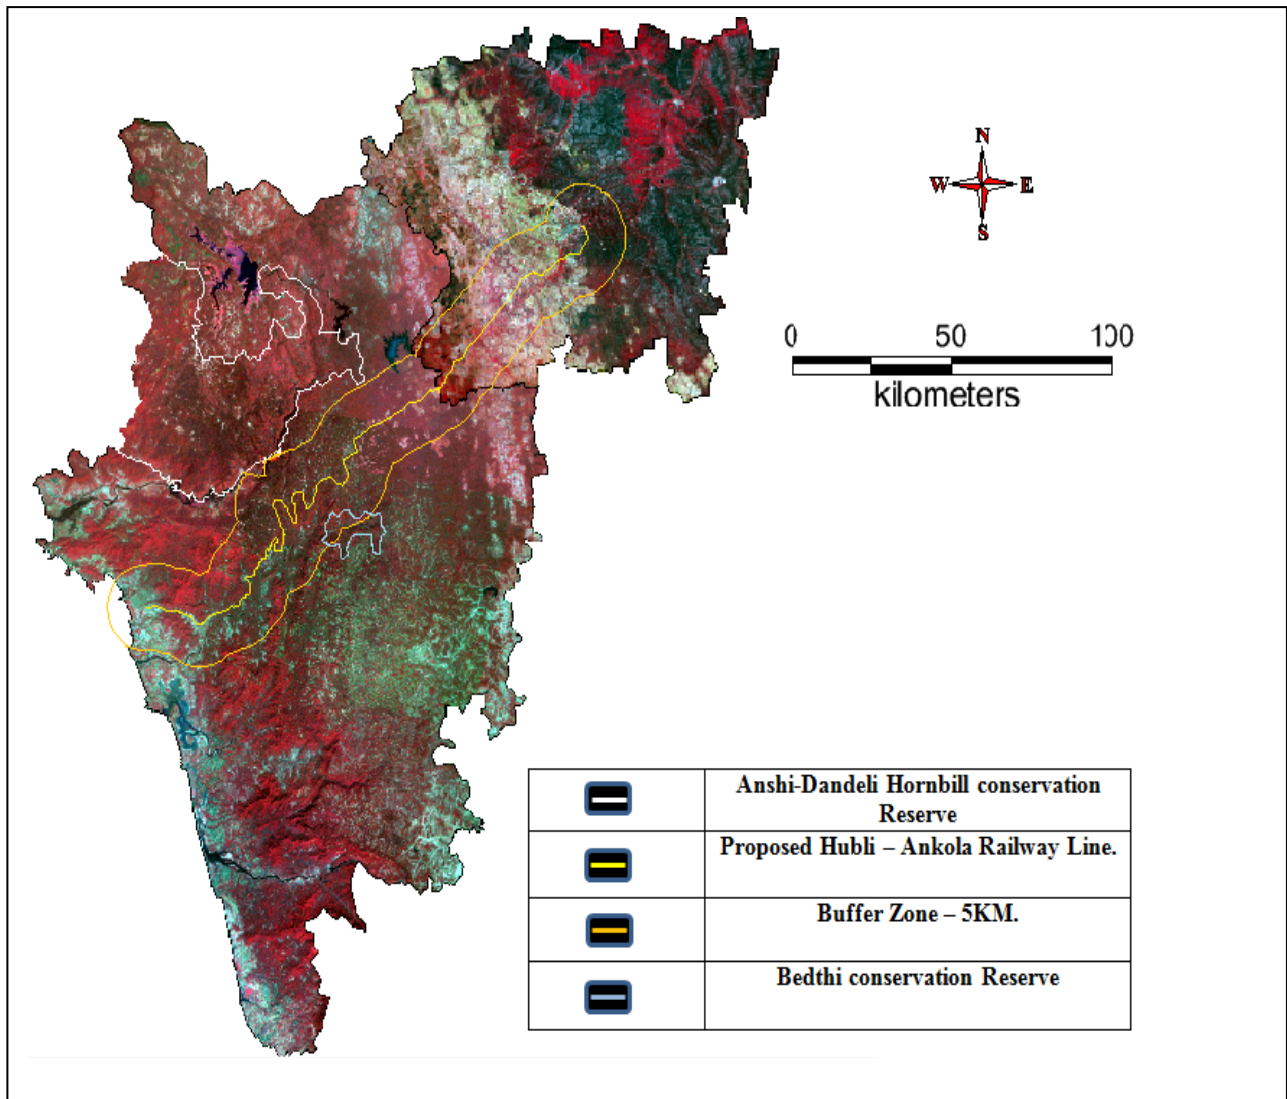 N
W E
S
0 50 100
kilometers
Anshi-Dandeli Hornbill conservation
Reserve
Proposed Hubli – Ankola Railway Line.
Buffer Zone – 5KM.
Bedthi conservation Reserve